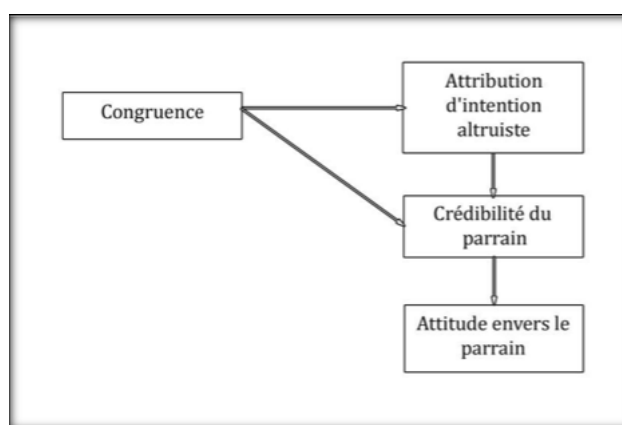 Congruence
Attribution
d'intention
altruiste
Crédibilité du
parrain
Attitude envers le
parrain